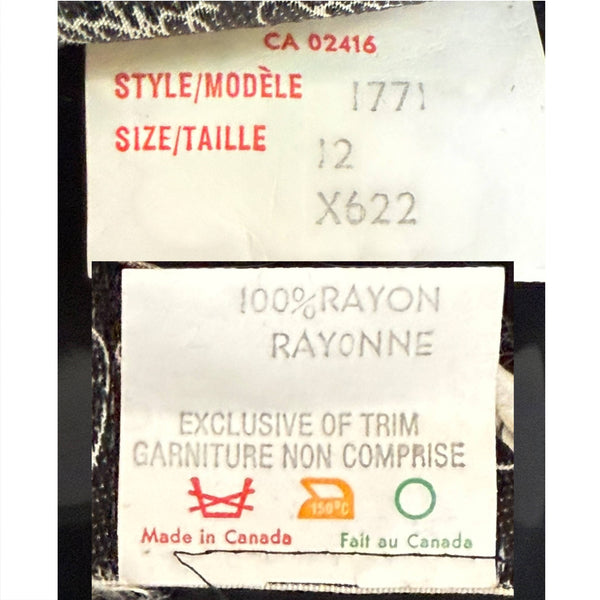 CA 02416
STYLE/MODÈLE 1771
SIZE/TAILLE 12
X622
100% RAYON
RAYONNE
EXCLUSIVE OF TRIM
GARNITURE NON COMPRISE
150°C
Made in Canada Fait au Canada